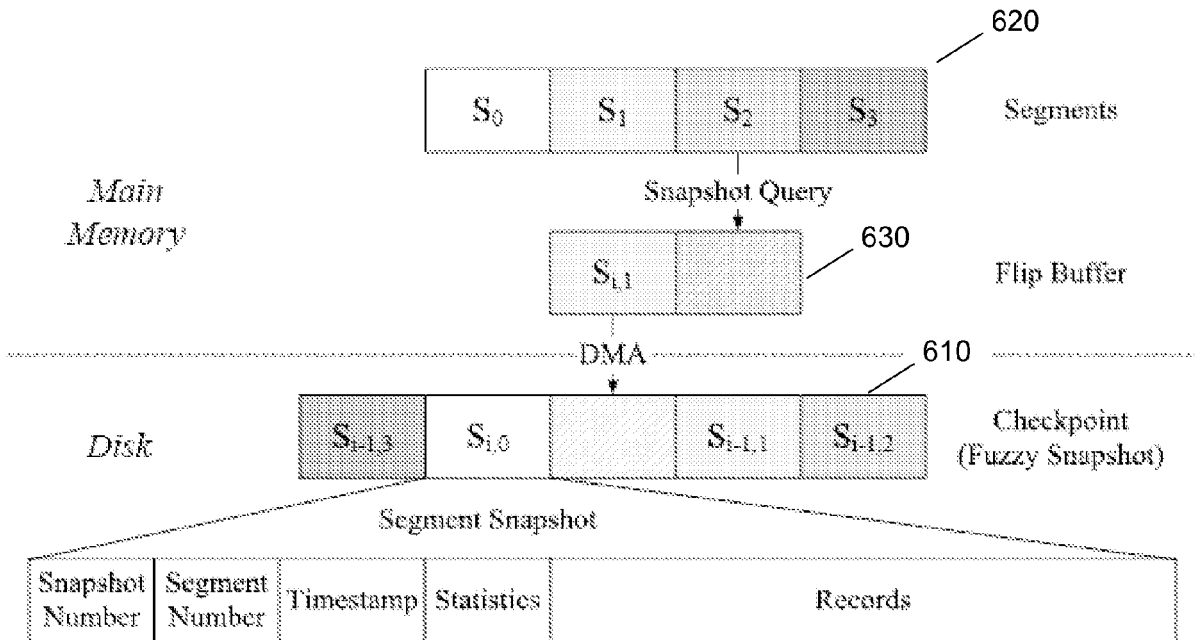 620
S₀ S₁ S₂ S₃ Segments
Main
Memory
Snapshot Query
630
Sᵢ,₁ Flip Buffer
DMA
610
Disk Sᵢ₋₁,₃ Sᵢ,₀ Sᵢ₋₁,₁ Sᵢ₋₁,₂ Checkpoint
(Fuzzy Snapshot)
Segment Snapshot
Snapshot
Number
Segment
Number
Timestamp
Statistics
Records